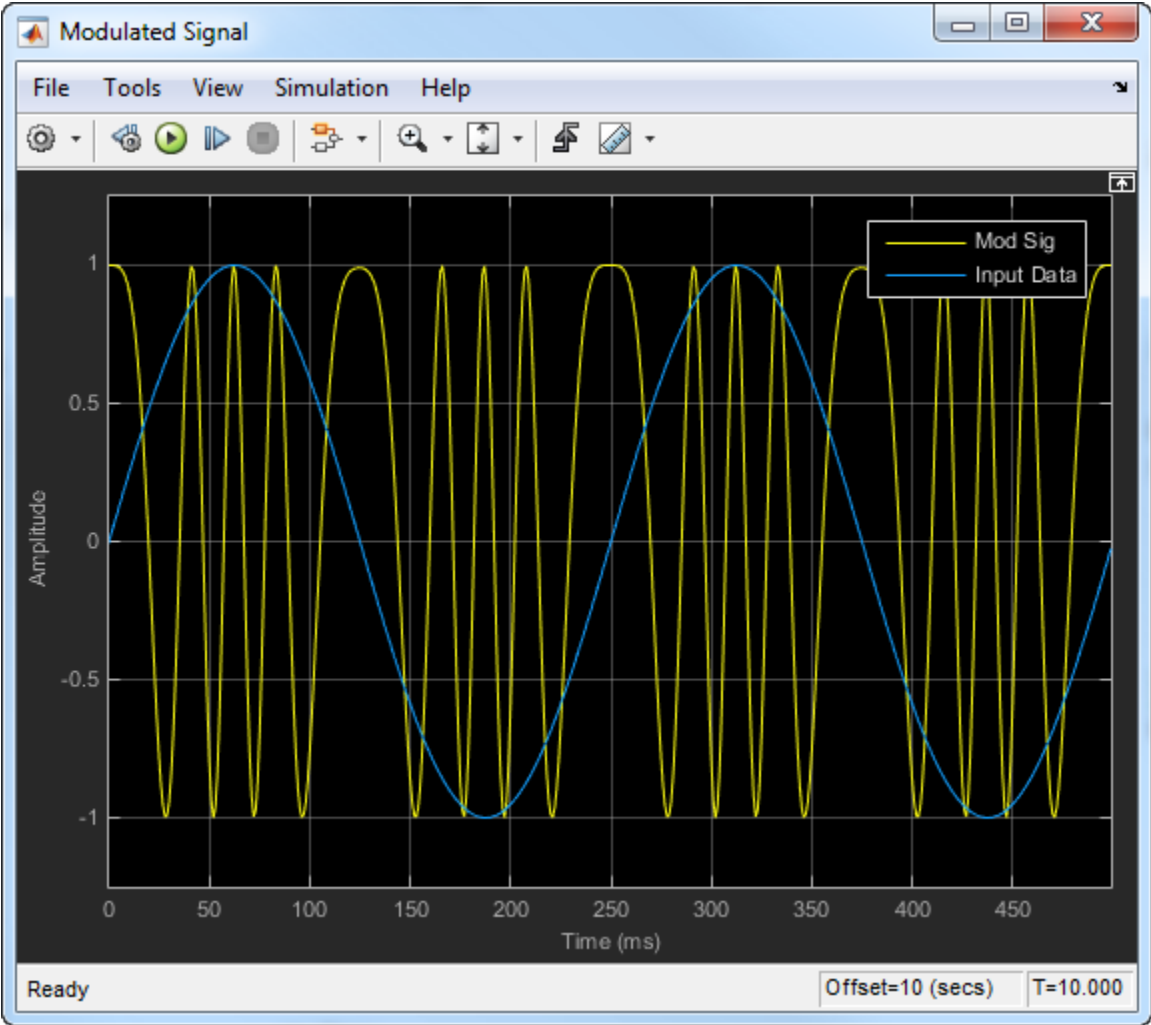 Modulated Signal
File Tools View Simulation Help
Mod Sig
Input Data
1
0.5
0
-0.5
-1
Amplitude
0 50 100 150 200 250 300 350 400 450
Time (ms)
Ready Offset=10 (secs) T=10.000